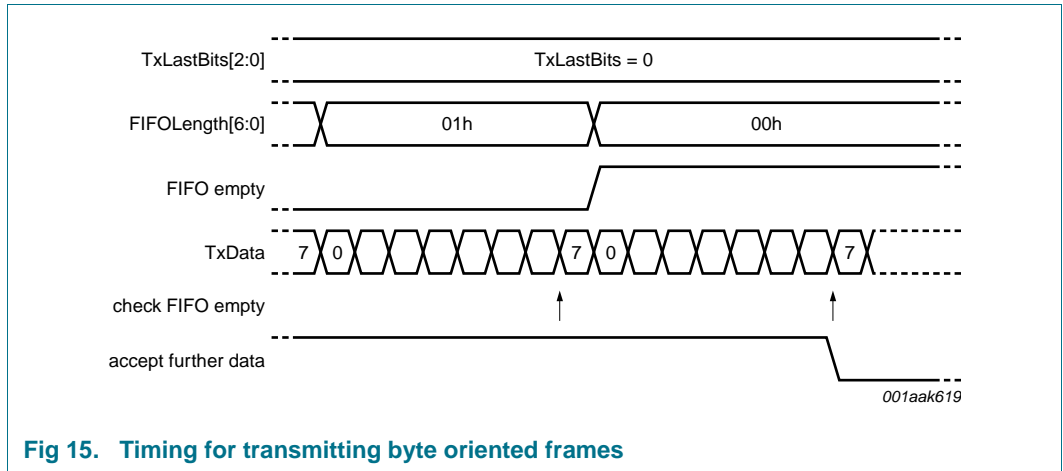 TxLastBits[2:0] TxLastBits = 0
FIFOLength[6:0] 01h 00h
FIFO empty
TxData 7 0 7 0 7
check FIFO empty
accept further data
001aak619
Fig 15. Timing for transmitting byte oriented frames